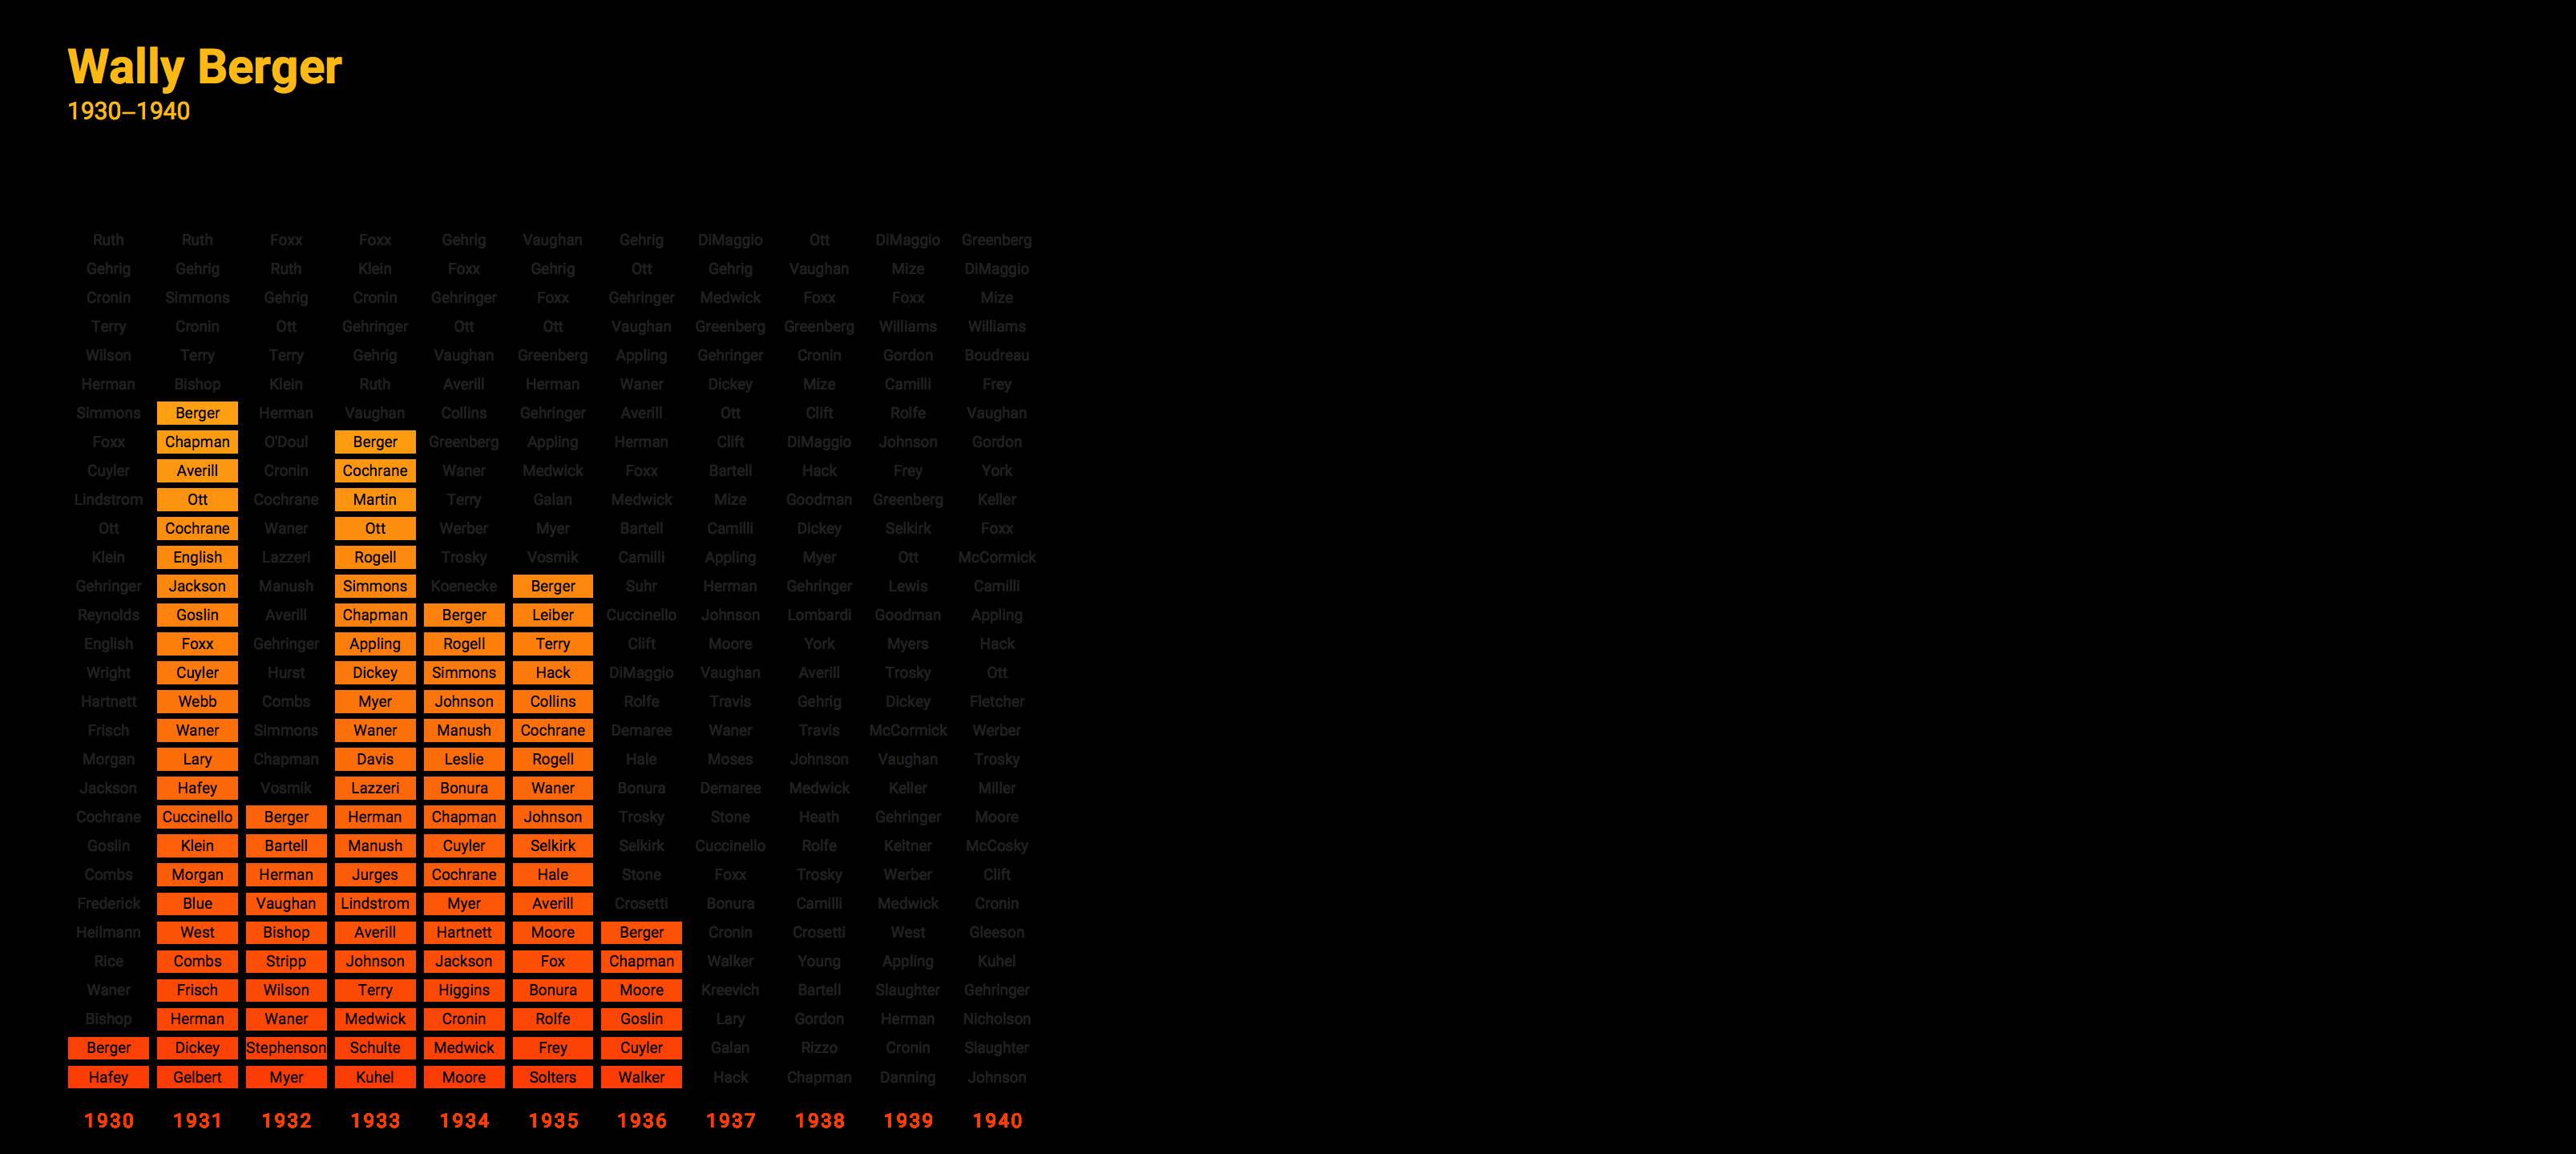 Wally Berger
1930–1940
Ruth Ruth Foxx Foxx Gehrig Vaughan Gehrig DiMaggio Ott DiMaggio Greenberg
Gehrig Gehrig Ruth Klein Foxx Gehrig Ott Gehrig Vaughan Mize DiMaggio
Cronin Simmons Gehrig Cronin Gehringer Foxx Gehringer Medwick Foxx Foxx Mize
Terry Cronin Ott Gehringer Ott Ott Vaughan Greenberg Greenberg Williams Williams
Wilson Terry Terry Gehrig Vaughan Greenberg Appling Gehringer Cronin Gordon Boudreau
Herman Bishop Klein Ruth Averill Herman Waner Dickey Mize Camilli Frey
Simmons Berger Herman Vaughan Collins Gehringer Averill Ott Clift Rolfe Vaughan
Foxx Chapman O'Doul Berger Greenberg Appling Herman Clift DiMaggio Johnson Gordon
Cuyler Averill Cronin Cochrane Waner Medwick Foxx Bartell Hack Frey York
Lindstrom Ott Cochrane Martin Terry Galan Medwick Mize Goodman Greenberg Keller
Ott Cochrane Waner Ott Werber Myer Bartell Camilli Dickey Selkirk Foxx
Klein English Lazzeri Rogell Trosky Vosmik Camilli Appling Myer Ott McCormick
Gehringer Jackson Manush Simmons Koenecke Berger Suhr Herman Gehringer Lewis Camilli
Reynolds Goslin Averill Chapman Berger Leiber Cuccinello Johnson Lombardi Goodman Appling
English Foxx Gehringer Appling Rogell Terry Clift Moore York Myers Hack
Wright Cuyler Hurst Dickey Simmons Hack DiMaggio Vaughan Averill Trosky Ott
Hartnett Webb Combs Myer Johnson Collins Rolfe Travis Gehrig Dickey Fletcher
Frisch Waner Simmons Waner Manush Cochrane Demaree Waner Travis McCormick Werber
Morgan Lary Chapman Davis Leslie Rogell Hale Moses Johnson Vaughan Trosky
Jackson Hafey Vosmik Lazzeri Bonura Waner Bonura Demaree Medwick Keller Miller
Cochrane Cuccinello Berger Herman Chapman Johnson Trosky Stone Heath Gehringer Moore
Goslin Klein Bartell Manush Cuyler Selkirk Selkirk Cuccinello Rolfe Keltner McCosky
Combs Morgan Herman Jurges Cochrane Hale Stone Foxx Trosky Werber Clift
Frederick Blue Vaughan Lindstrom Myer Averill Crosetti Bonura Camilli Medwick Cronin
Heilmann West Bishop Averill Hartnett Moore Berger Cronin Crosetti West Gleeson
Rice Combs Stripp Johnson Jackson Fox Chapman Walker Young Appling Kuhel
Waner Frisch Wilson Terry Higgins Bonura Moore Kreevich Bartell Slaughter Gehringer
Bishop Herman Waner Medwick Cronin Rolfe Goslin Lary Gordon Herman Nicholson
Berger Dickey Stephenson Schulte Medwick Frey Cuyler Galan Rizzo Cronin Slaughter
Hafey Gelbert Myer Kuhel Moore Solters Walker Hack Chapman Danning Johnson
1930 1931 1932 1933 1934 1935 1936 1937 1938 1939 1940